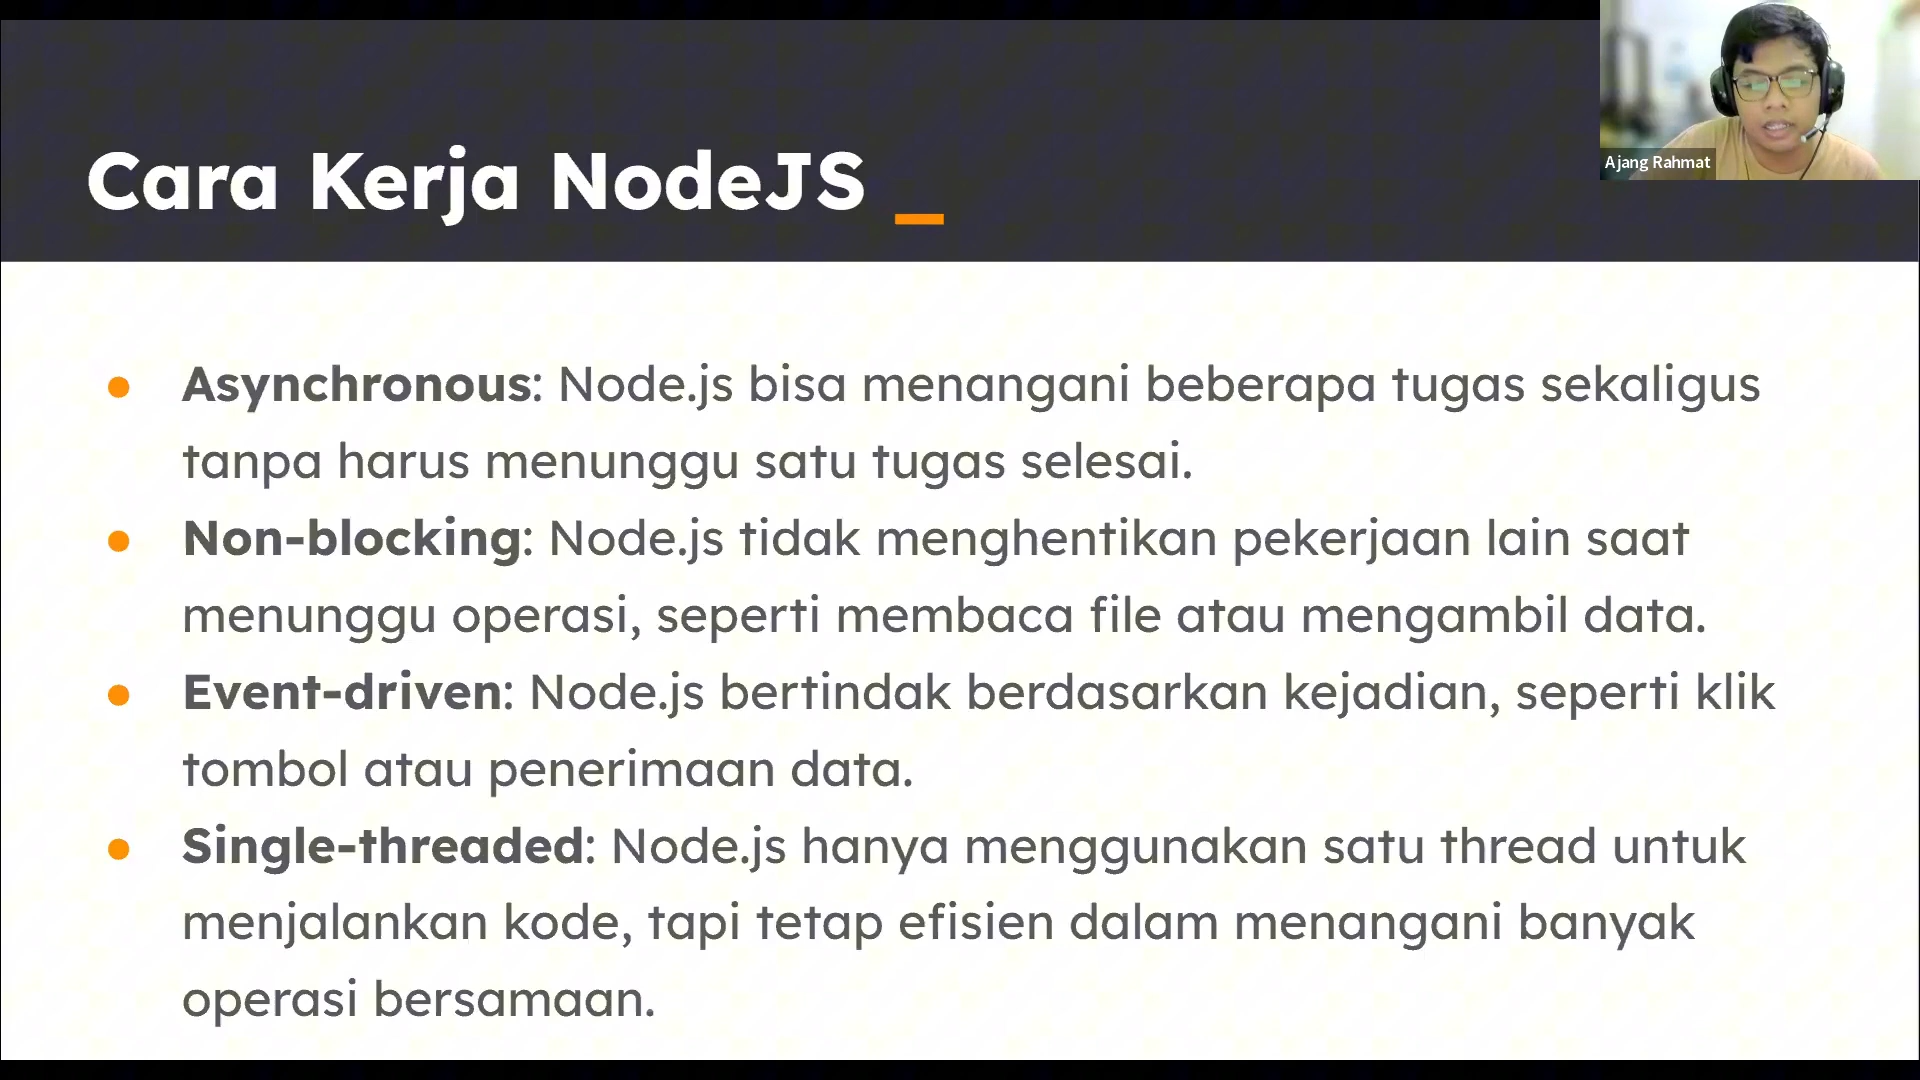 Ajang Rahmat
Cara Kerja NodeJS _
● Asynchronous: Node.js bisa menangani beberapa tugas sekaligus
tanpa harus menunggu satu tugas selesai.
● Non-blocking: Node.js tidak menghentikan pekerjaan lain saat
menunggu operasi, seperti membaca file atau mengambil data.
● Event-driven: Node.js bertindak berdasarkan kejadian, seperti klik
tombol atau penerimaan data.
● Single-threaded: Node.js hanya menggunakan satu thread untuk
menjalankan kode, tapi tetap efisien dalam menangani banyak
operasi bersamaan.